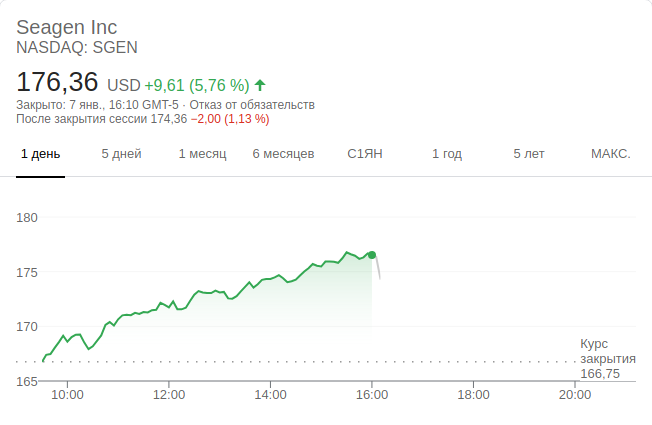 Seagen Inc
NASDAQ: SGEN
176,36 USD +9,61 (5,76 %)
Закрыто: 7 янв., 16:10 GMT-5 · Отказ от обязательств
После закрытия сессии 174,36 −2,00 (1,13 %)
1 день 5 дней 1 месяц 6 месяцев С1ЯН 1 год 5 лет МАКС.
180
175
170
Курс
закрытия
166,75
165
10:00 12:00 14:00 16:00 18:00 20:00